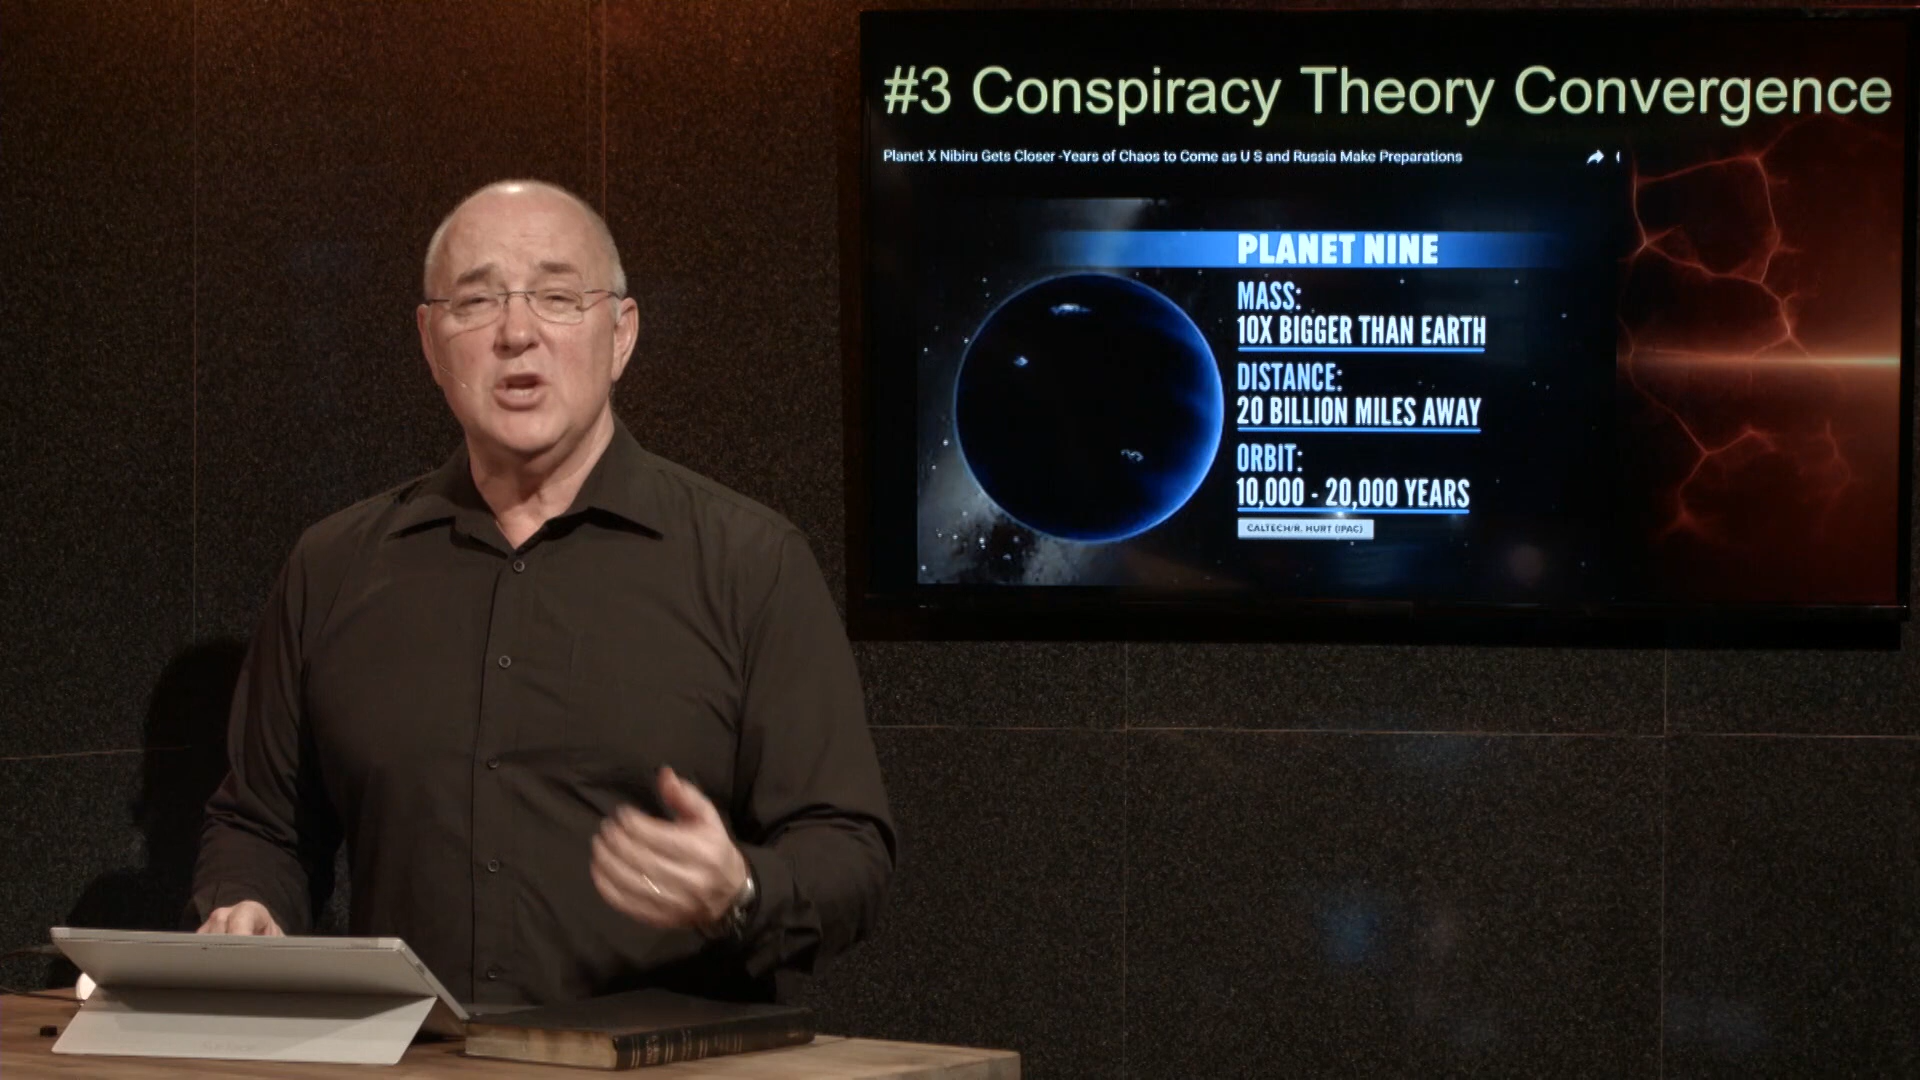 #3 Conspiracy Theory Convergence
Planet X Nibiru Gets Closer -Years of Chaos to Come as U S and Russia Make Preparations
PLANET NINE
MASS:
10X BIGGER THAN EARTH
DISTANCE:
20 BILLION MILES AWAY
ORBIT:
10,000 - 20,000 YEARS
CALTECH/R. HURT (IPAC)